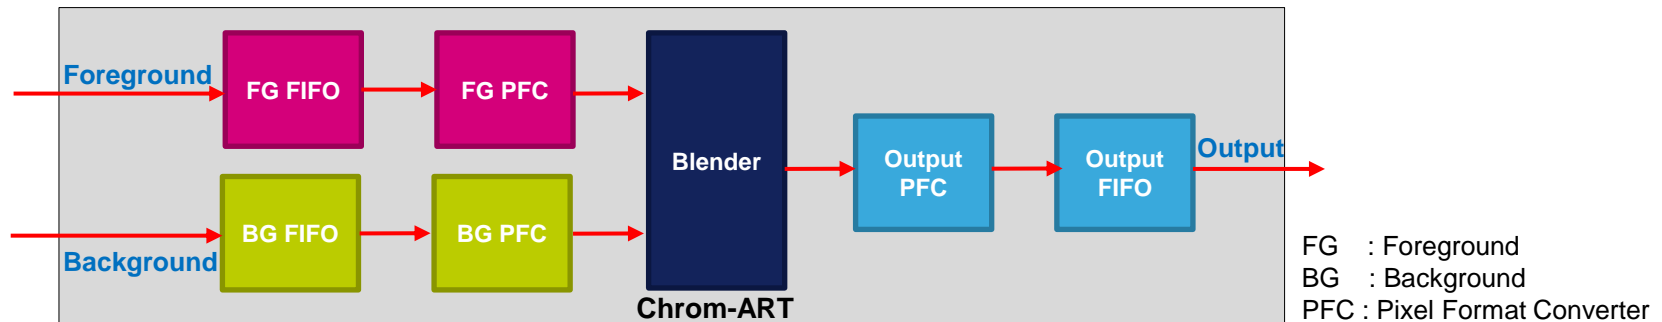 Foreground
FG FIFO
FG PFC
Blender
Output
PFC
Output
FIFO
Output
BG FIFO
BG PFC
Background
Chrom-ART
FG : Foreground
BG : Background
PFC : Pixel Format Converter